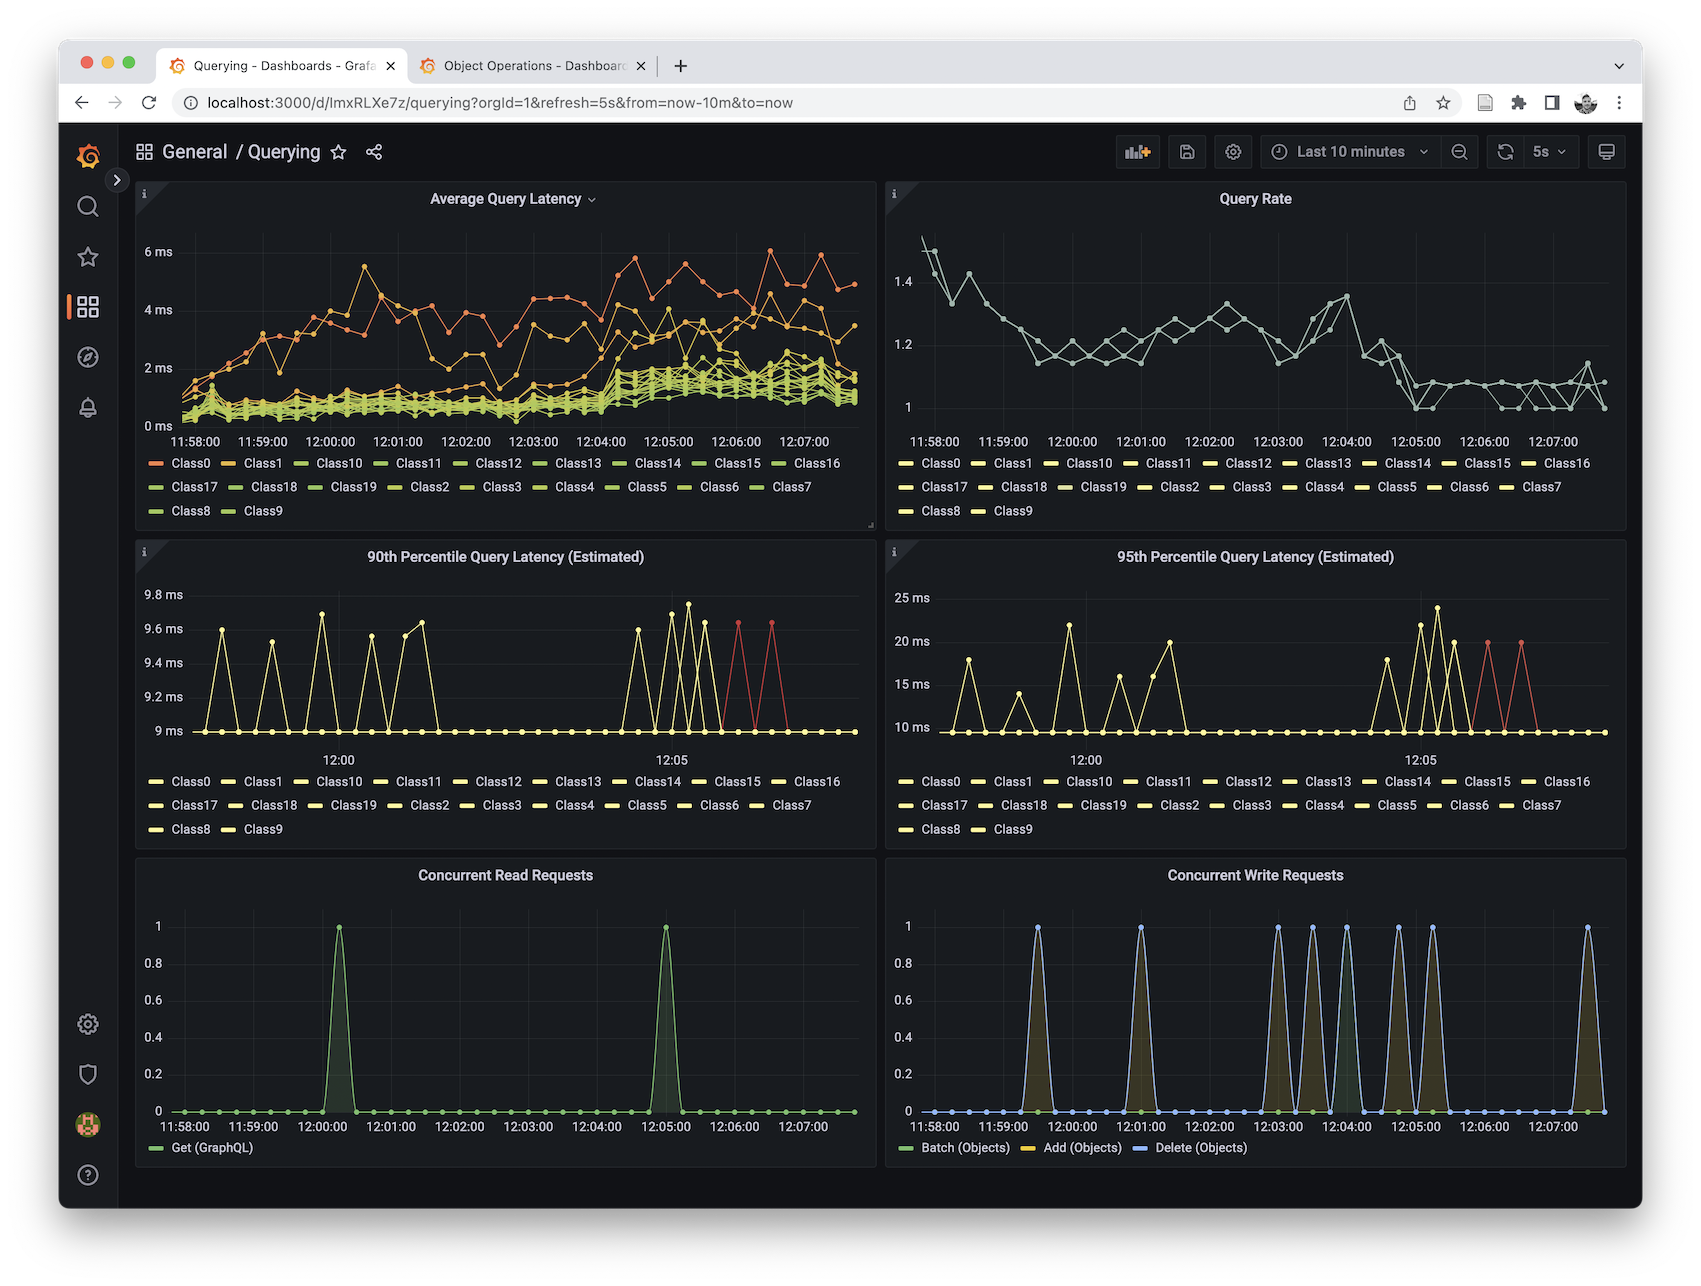 Querying - Dashboards - Grafa
Object Operations - Dashboard
localhost:3000/d/lmxRLXe7z/querying?orgId=1&refresh=5s&from=now-10m&to=now
General / Querying
Last 10 minutes
5s
Average Query Latency
6 ms
4 ms
2 ms
0 ms
11:58:00 11:59:00 12:00:00 12:01:00 12:02:00 12:03:00 12:04:00 12:05:00 12:06:00 12:07:00
Class0 Class1 Class10 Class11 Class12 Class13 Class14 Class15 Class16
Class17 Class18 Class19 Class2 Class3 Class4 Class5 Class6 Class7
Class8 Class9
Query Rate
1.4
1.2
1
11:58:00 11:59:00 12:00:00 12:01:00 12:02:00 12:03:00 12:04:00 12:05:00 12:06:00 12:07:00
Class0 Class1 Class10 Class11 Class12 Class13 Class14 Class15 Class16
Class17 Class18 Class19 Class2 Class3 Class4 Class5 Class6 Class7
Class8 Class9
90th Percentile Query Latency (Estimated)
9.8 ms
9.6 ms
9.4 ms
9.2 ms
9 ms
12:00 12:05
Class0 Class1 Class10 Class11 Class12 Class13 Class14 Class15 Class16
Class17 Class18 Class19 Class2 Class3 Class4 Class5 Class6 Class7
Class8 Class9
95th Percentile Query Latency (Estimated)
25 ms
20 ms
15 ms
10 ms
12:00 12:05
Class0 Class1 Class10 Class11 Class12 Class13 Class14 Class15 Class16
Class17 Class18 Class19 Class2 Class3 Class4 Class5 Class6 Class7
Class8 Class9
Concurrent Read Requests
1
0.8
0.6
0.4
0.2
0
11:58:00 11:59:00 12:00:00 12:01:00 12:02:00 12:03:00 12:04:00 12:05:00 12:06:00 12:07:00
Get (GraphQL)
Concurrent Write Requests
1
0.8
0.6
0.4
0.2
0
11:58:00 11:59:00 12:00:00 12:01:00 12:02:00 12:03:00 12:04:00 12:05:00 12:06:00 12:07:00
Batch (Objects) Add (Objects) Delete (Objects)